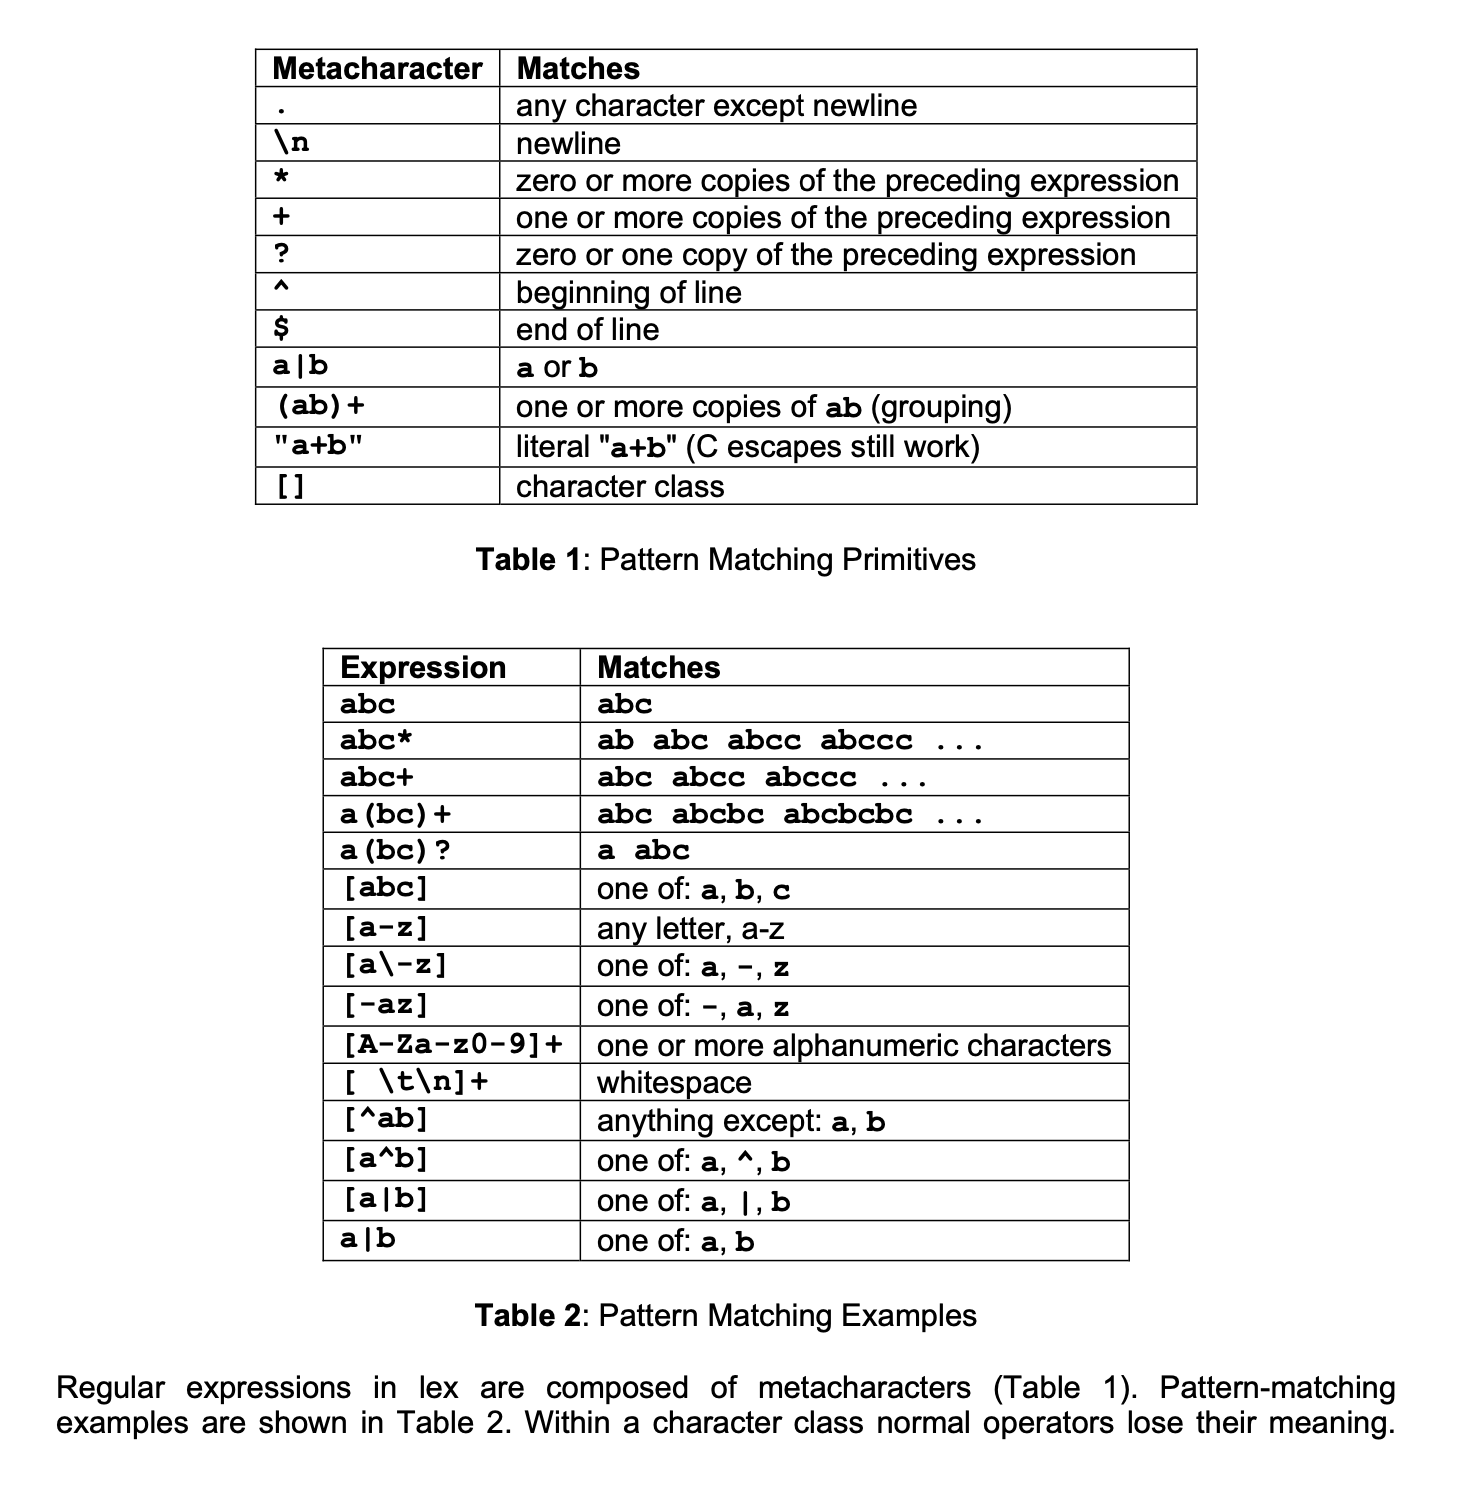 Metacharacter Matches
. any character except newline
\n newline
* zero or more copies of the preceding expression
+ one or more copies of the preceding expression
? zero or one copy of the preceding expression
^ beginning of line
$ end of line
a|b a or b
(ab)+ one or more copies of ab (grouping)
"a+b" literal "a+b" (C escapes still work)
[] character class
Table 1: Pattern Matching Primitives
Expression Matches
abc abc
abc* ab abc abcc abccc ...
abc+ abc abcc abccc ...
a(bc)+ abc abcbc abcbcbc ...
a(bc)? a abc
[abc] one of: a, b, c
[a-z] any letter, a-z
[a\-z] one of: a, -, z
[-az] one of: -, a, z
[A-Za-z0-9]+ one or more alphanumeric characters
[ \t\n]+ whitespace
[^ab] anything except: a, b
[a^b] one of: a, ^, b
[a|b] one of: a, |, b
a|b one of: a, b
Table 2: Pattern Matching Examples
Regular expressions in lex are composed of metacharacters (Table 1). Pattern-matching
examples are shown in Table 2. Within a character class normal operators lose their meaning.